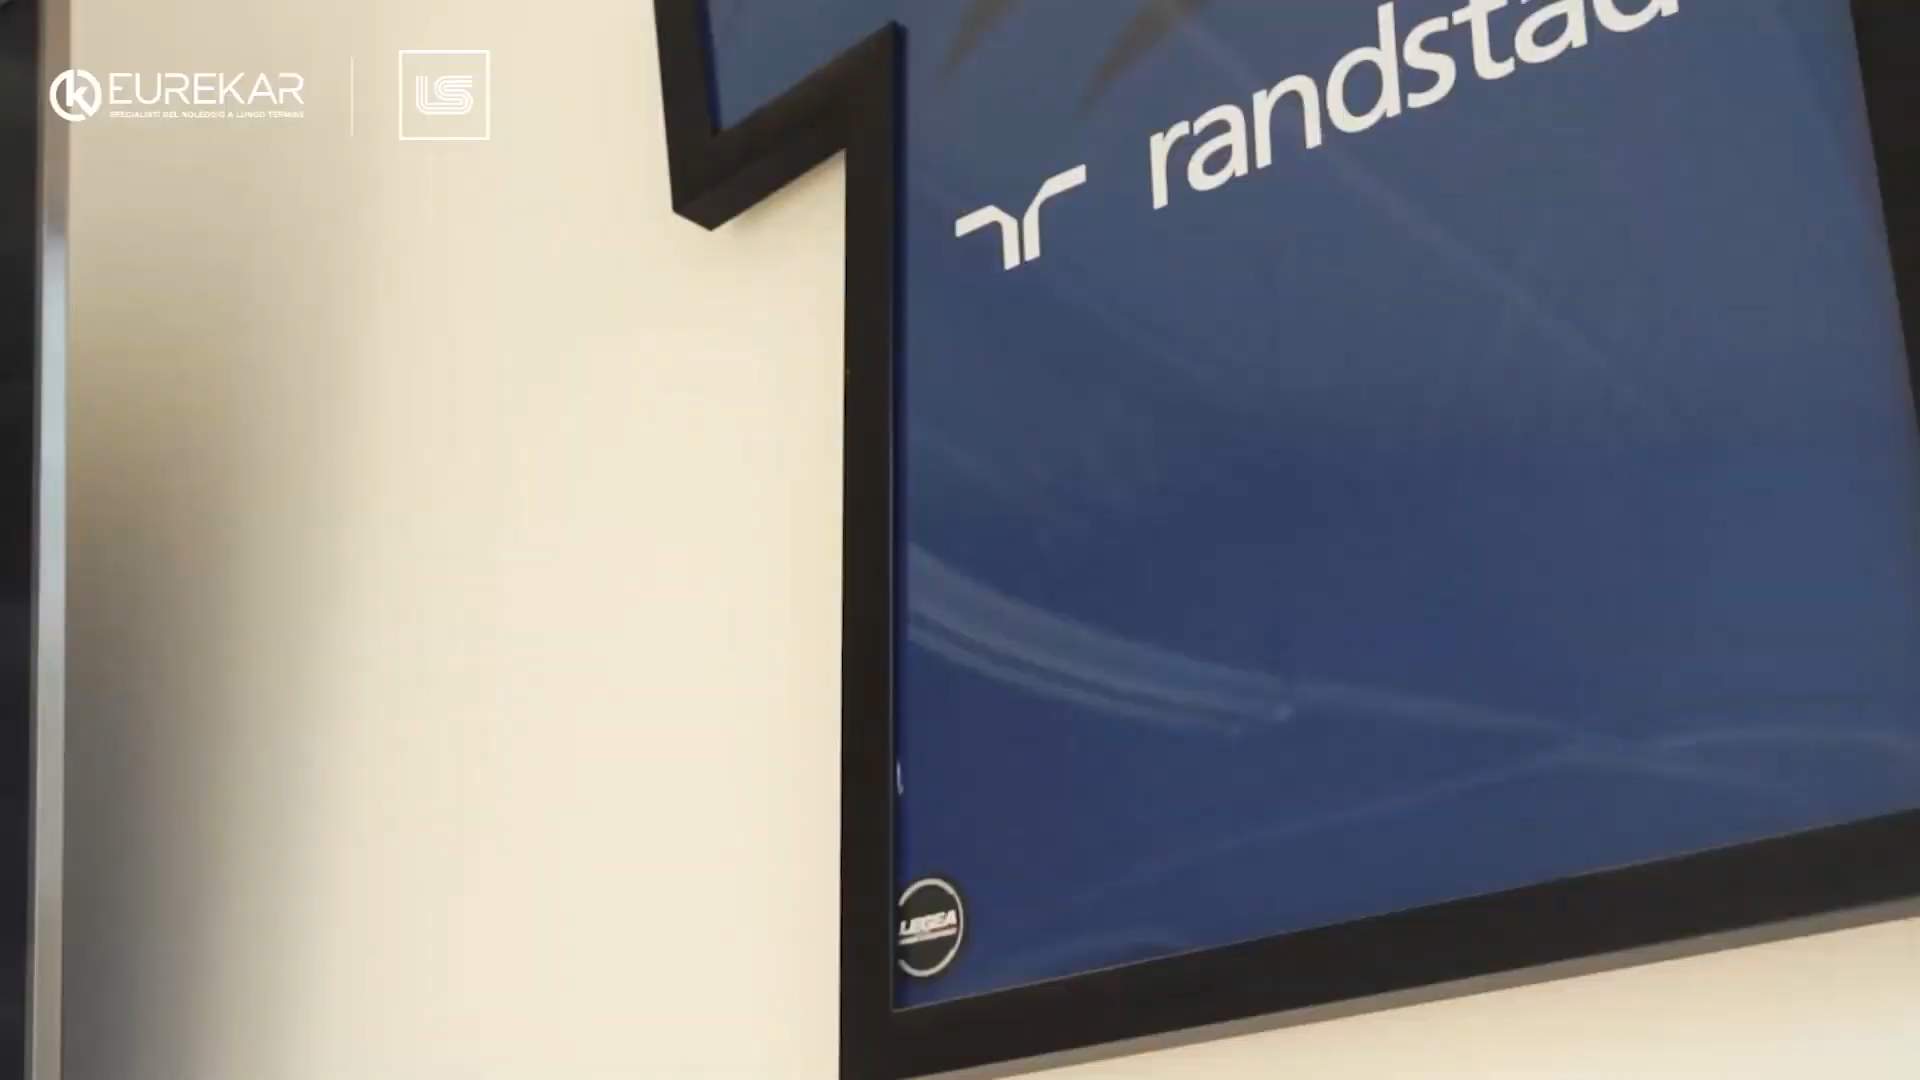 EUREKAR
SPECIALISTI DEL NOLEGGIO A LUNGO TERMINE
LS
randstad
LEGEA